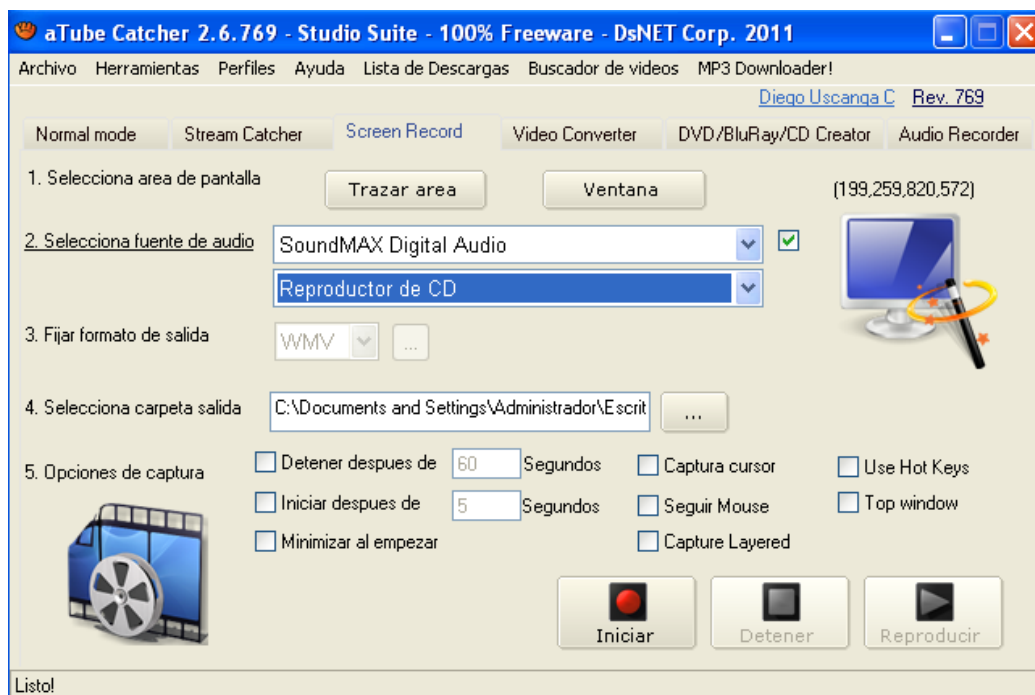 aTube Catcher 2.6.769 - Studio Suite - 100% Freeware - DsNET Corp. 2011
Archivo Herramientas Perfiles Ayuda Lista de Descargas Buscador de videos MP3 Downloader!
Diego Uscanga C Rev. 769
Normal mode Stream Catcher Screen Record Video Converter DVD/BluRay/CD Creator Audio Recorder
1. Selecciona area de pantalla Trazar area Ventana (199,259,820,572)
2. Selecciona fuente de audio SoundMAX Digital Audio
Reproductor de CD
3. Fijar formato de salida WMV ...
4. Selecciona carpeta salida C:\Documents and Settings\Administrador\Escrit ...
5. Opciones de captura Detener despues de 60 Segundos Captura cursor Use Hot Keys
Iniciar despues de 5 Segundos Seguir Mouse Top window
Minimizar al empezar Capture Layered
Iniciar Detener Reproducir
Listo!